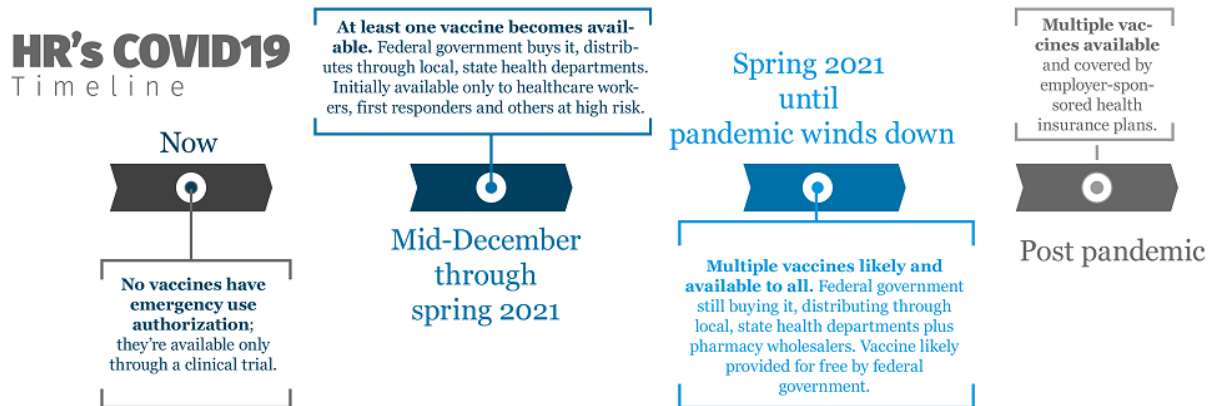 HR's COVID19
Timeline
Now
No vaccines have
emergency use
authorization;
they're available only
through a clinical trial.
At least one vaccine becomes avail-
able. Federal government buys it, distrib-
utes through local, state health departments.
Initially available only to healthcare work-
ers, first responders and others at high risk.
Mid-December
through
spring 2021
Spring 2021
until
pandemic winds down
Multiple vaccines likely and
available to all. Federal government
still buying it, distributing through
local, state health departments plus
pharmacy wholesalers. Vaccine likely
provided for free by federal
government.
Multiple vac-
cines available
and covered by
employer-spon-
sored health
insurance plans.
Post pandemic